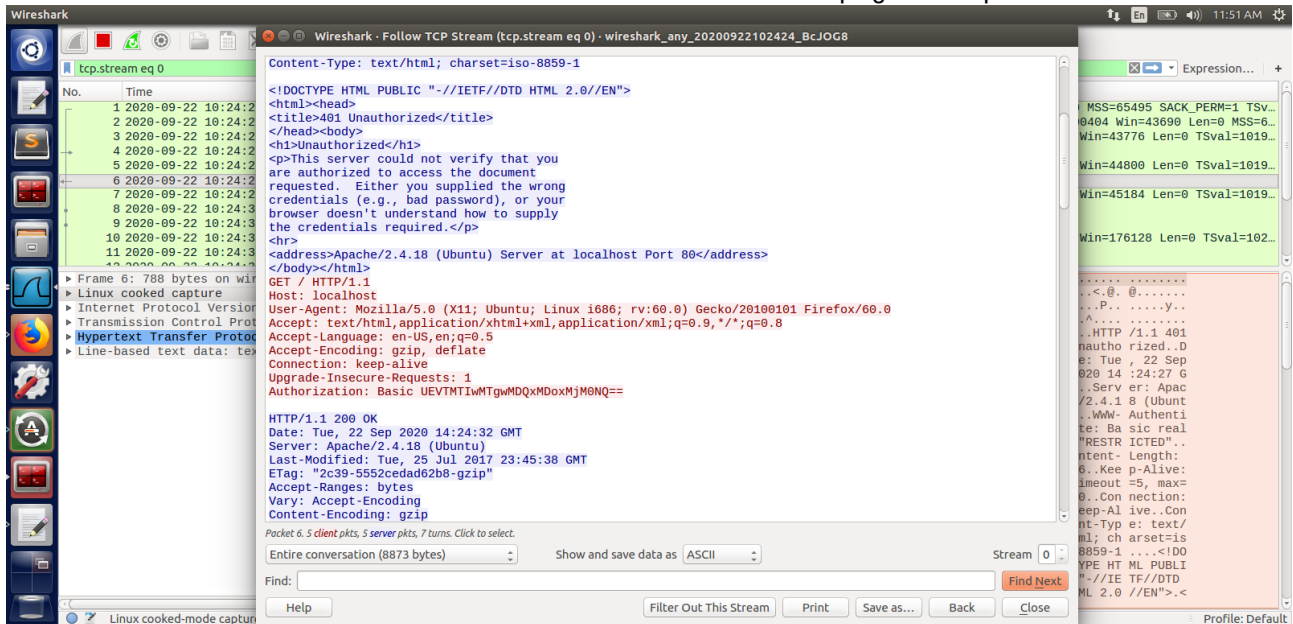 Wireshark
En
11:51 AM
Wireshark · Follow TCP Stream (tcp.stream eq 0) · wireshark_any_20200922102424_BcJOG8
tcp.stream eq 0
Expression...
+
No. Time
1 2020-09-22 10:24:2
2 2020-09-22 10:24:2
3 2020-09-22 10:24:2
4 2020-09-22 10:24:2
5 2020-09-22 10:24:2
6 2020-09-22 10:24:2
7 2020-09-22 10:24:2
8 2020-09-22 10:24:3
9 2020-09-22 10:24:3
10 2020-09-22 10:24:3
11 2020-09-22 10:24:3
Frame 6: 788 bytes on wir
Linux cooked capture
Internet Protocol Version
Transmission Control Prot
Hypertext Transfer Protoc
Line-based text data: tex
Content-Type: text/html; charset=iso-8859-1
<!DOCTYPE HTML PUBLIC "-//IETF//DTD HTML 2.0//EN">
<html><head>
<title>401 Unauthorized</title>
</head><body>
<h1>Unauthorized</h1>
<p>This server could not verify that you
are authorized to access the document
requested.  Either you supplied the wrong
credentials (e.g., bad password), or your
browser doesn't understand how to supply
the credentials required.</p>
<hr>
<address>Apache/2.4.18 (Ubuntu) Server at localhost Port 80</address>
</body></html>
GET / HTTP/1.1
Host: localhost
User-Agent: Mozilla/5.0 (X11; Ubuntu; Linux i686; rv:60.0) Gecko/20100101 Firefox/60.0
Accept: text/html,application/xhtml+xml,application/xml;q=0.9,*/*;q=0.8
Accept-Language: en-US,en;q=0.5
Accept-Encoding: gzip, deflate
Connection: keep-alive
Upgrade-Insecure-Requests: 1
Authorization: Basic UEVTMTIwMTgwMDQxMDoxMjM0NQ==
HTTP/1.1 200 OK
Date: Tue, 22 Sep 2020 14:24:32 GMT
Server: Apache/2.4.18 (Ubuntu)
Last-Modified: Tue, 25 Jul 2017 23:45:38 GMT
ETag: "2c39-5552cedad62b8-gzip"
Accept-Ranges: bytes
Vary: Accept-Encoding
Content-Encoding: gzip
Packet 6. 5 client pkts, 5 server pkts, 7 turns. Click to select.
Entire conversation (8873 bytes)
Show and save data as ASCII
Stream 0
Find:
Find Next
Help
Filter Out This Stream
Print
Save as...
Back
Close
MSS=65495 SACK_PERM=1 TSv...
0404 Win=43690 Len=0 MSS=6...
Win=43776 Len=0 TSval=1019...
Win=44800 Len=0 TSval=1019...
Win=45184 Len=0 TSval=1019...
Win=176128 Len=0 TSval=102...
..<.@. @.......
...P..... .....y..
.^..... ........
..HTTP /1.1 401
nautho rized..D
e: Tue , 22 Sep
020 14 :24:27 G
..Serv er: Apac
/2.4.1 8 (Ubunt
..WWW- Authenti
te: Ba sic real
"RESTR ICTED"..
ntent- Length:
6..Kee p-Alive:
imeout =5, max=
0..Con nection:
eep-Al ive..Con
nt-Typ e: text/
ml; ch arset=is
8859-1 ....<!DO
YPE HT ML PUBLI
"-//IE TF//DTD
ML 2.0 //EN">.<
Linux cooked-mode captur
Profile: Default